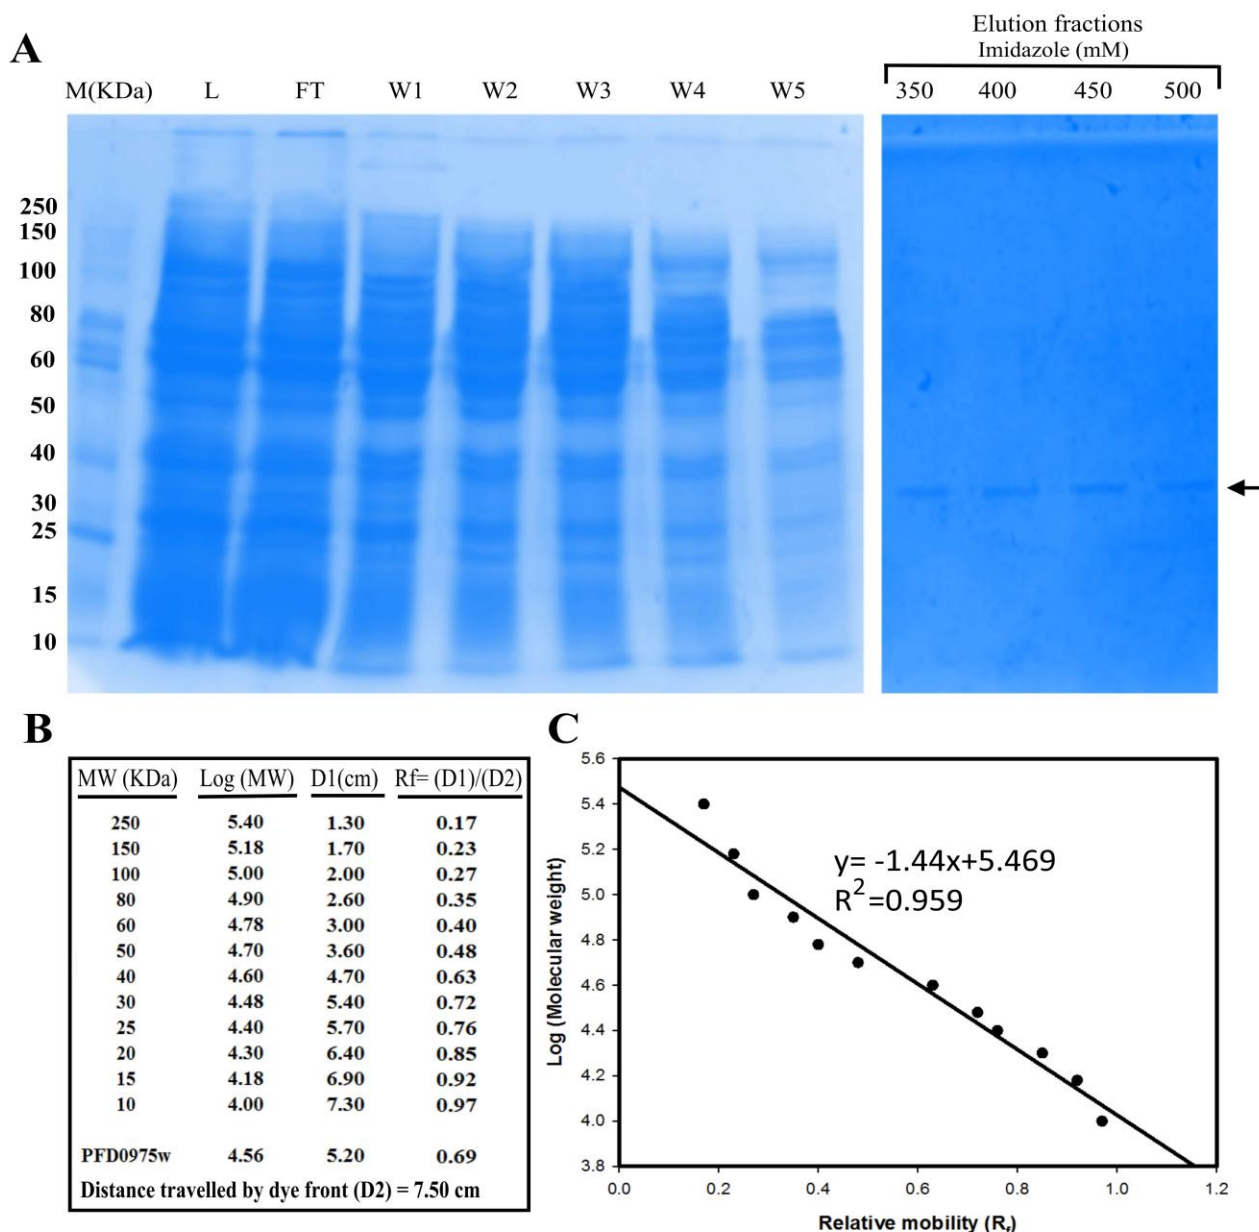 A
Elution fractions
Imidazole (mM)
M(KDa) L FT W1 W2 W3 W4 W5 350 400 450 500
250
150
100
80
60
50
40
30
25
15
10
B
MW (KDa) Log (MW) D1(cm) Rf= (D1)/(D2)
250 5.40 1.30 0.17
150 5.18 1.70 0.23
100 5.00 2.00 0.27
80 4.90 2.60 0.35
60 4.78 3.00 0.40
50 4.70 3.60 0.48
40 4.60 4.70 0.63
30 4.48 5.40 0.72
25 4.40 5.70 0.76
20 4.30 6.40 0.85
15 4.18 6.90 0.92
10 4.00 7.30 0.97
PFD0975w 4.56 5.20 0.69
Distance travelled by dye front (D2) = 7.50 cm
C
Log (Molecular weight)
5.6
5.4
5.2
5.0
4.8
4.6
4.4
4.2
4.0
3.8
y= -1.44x+5.469
R²=0.959
0.0 0.2 0.4 0.6 0.8 1.0 1.2
Relative mobility (Rf)